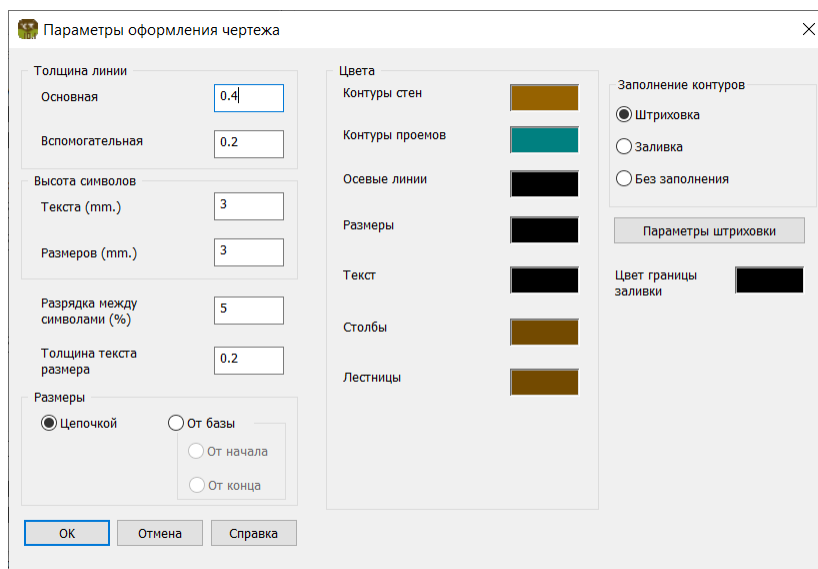 Параметры оформления чертежа
Толщина линии
Основная
0.4
Вспомогательная
0.2
Высота символов
Текста (mm.)
3
Размеров (mm.)
3
Разрядка между
символами (%)
5
Толщина текста
размера
0.2
Размеры
Цепочкой
От базы
От начала
От конца
OK
Отмена
Справка
Цвета
Контуры стен
Контуры проемов
Осевые линии
Размеры
Текст
Столбы
Лестницы
Заполнение контуров
Штриховка
Заливка
Без заполнения
Параметры штриховки
Цвет границы
заливки